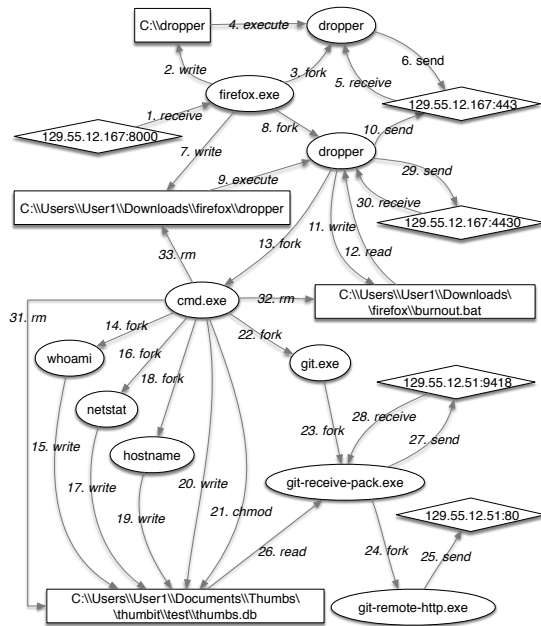 C:\\dropper
4. execute
dropper
2. write
3. fork
6. send
5. receive
firefox.exe
1. receive
129.55.12.167:8000
129.55.12.167:443
7. write
8. fork
10. send
dropper
9. execute
29. send
30. receive
C:\\Users\\User1\\Downloads\\firefox\\dropper
129.55.12.167:4430
11. write
12. read
13. fork
33. rm
cmd.exe
32. rm
C:\\Users\\User1\\Downloads\
\firefox\\burnout.bat
31. rm
14. fork
22. fork
16. fork
whoami
git.exe
18. fork
129.55.12.51:9418
netstat
28. receive
23. fork
27. send
15. write
hostname
17. write
20. write
git-receive-pack.exe
21. chmod
19. write
129.55.12.51:80
26. read
24. fork
25. send
C:\\Users\\User1\\Documents\\Thumbs\
\thumbit\\test\\thumbs.db
git-remote-http.exe